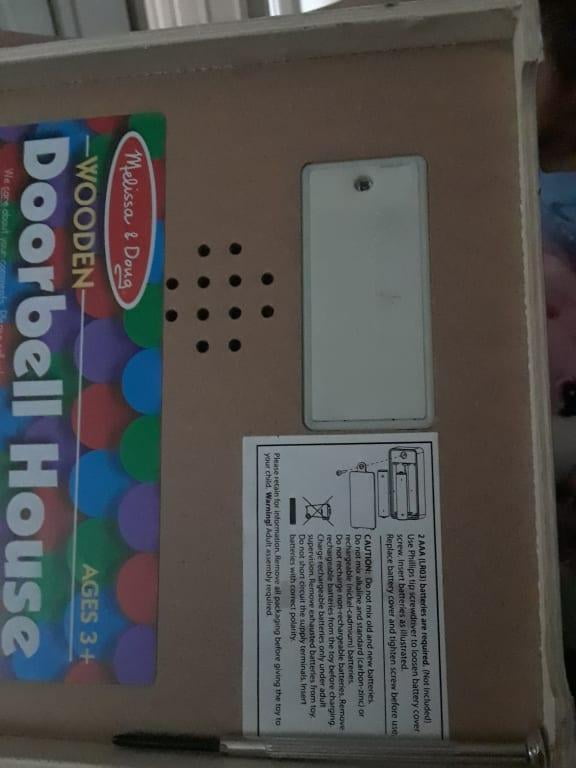 Melissa & Doug
WOODEN
Doorbell House
AGES 3+
We care about your comments.
2 AAA (LR03) batteries are required. (Not included)
Use Phillips tip screwdriver to loosen battery cover
screw. Insert batteries as illustrated.
Replace battery cover and tighten screw before use.
CAUTION: Do not mix old and new batteries.
Do not mix alkaline and standard (carbon-zinc) or
rechargeable (nickel-cadmium) batteries.
Do not recharge non-rechargeable batteries. Remove
rechargeable batteries from the toy before charging.
Charge rechargeable batteries only under adult
supervision. Remove exhausted batteries from toy.
Do not short circuit the supply terminals. Insert
batteries with correct polarity.
Please retain for information. Remove all packaging before giving the toy to
your child. Warning! Adult assembly required.